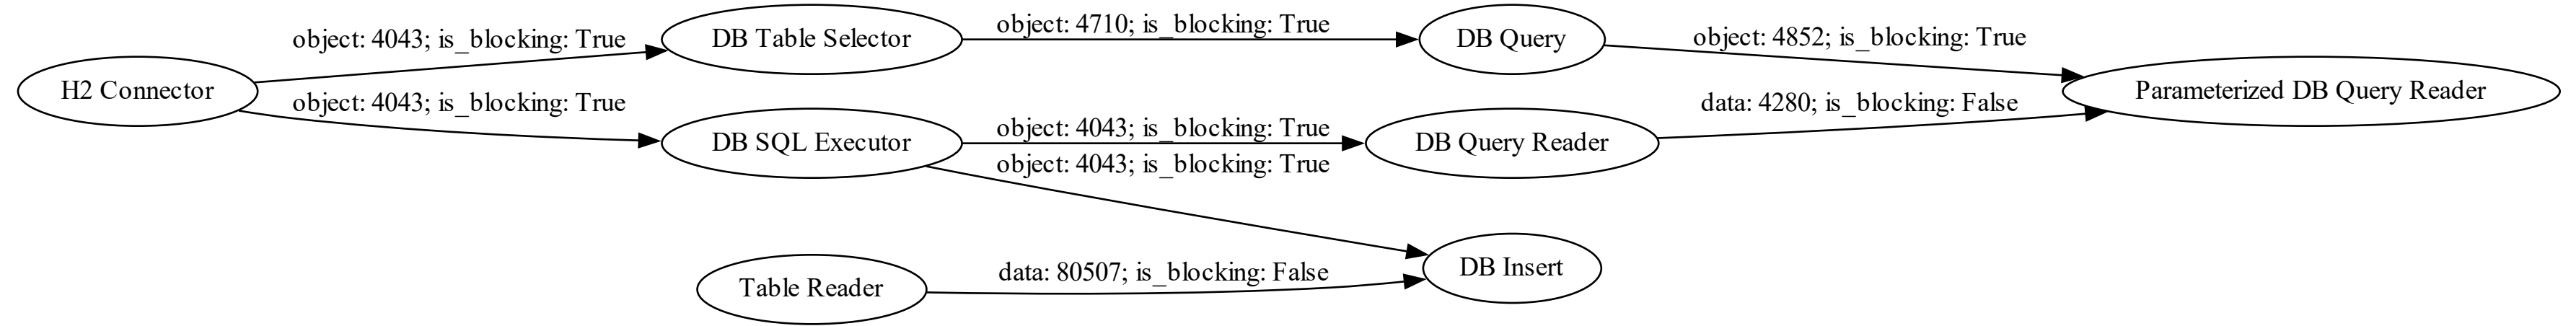 object: 4043; is_blocking: True
DB Table Selector
object: 4710; is_blocking: True
DB Query
object: 4852; is_blocking: True
H2 Connector
Parameterized DB Query Reader
object: 4043; is_blocking: True
DB SQL Executor
object: 4043; is_blocking: True
DB Query Reader
data: 4280; is_blocking: False
object: 4043; is_blocking: True
Table Reader
data: 80507; is_blocking: False
DB Insert